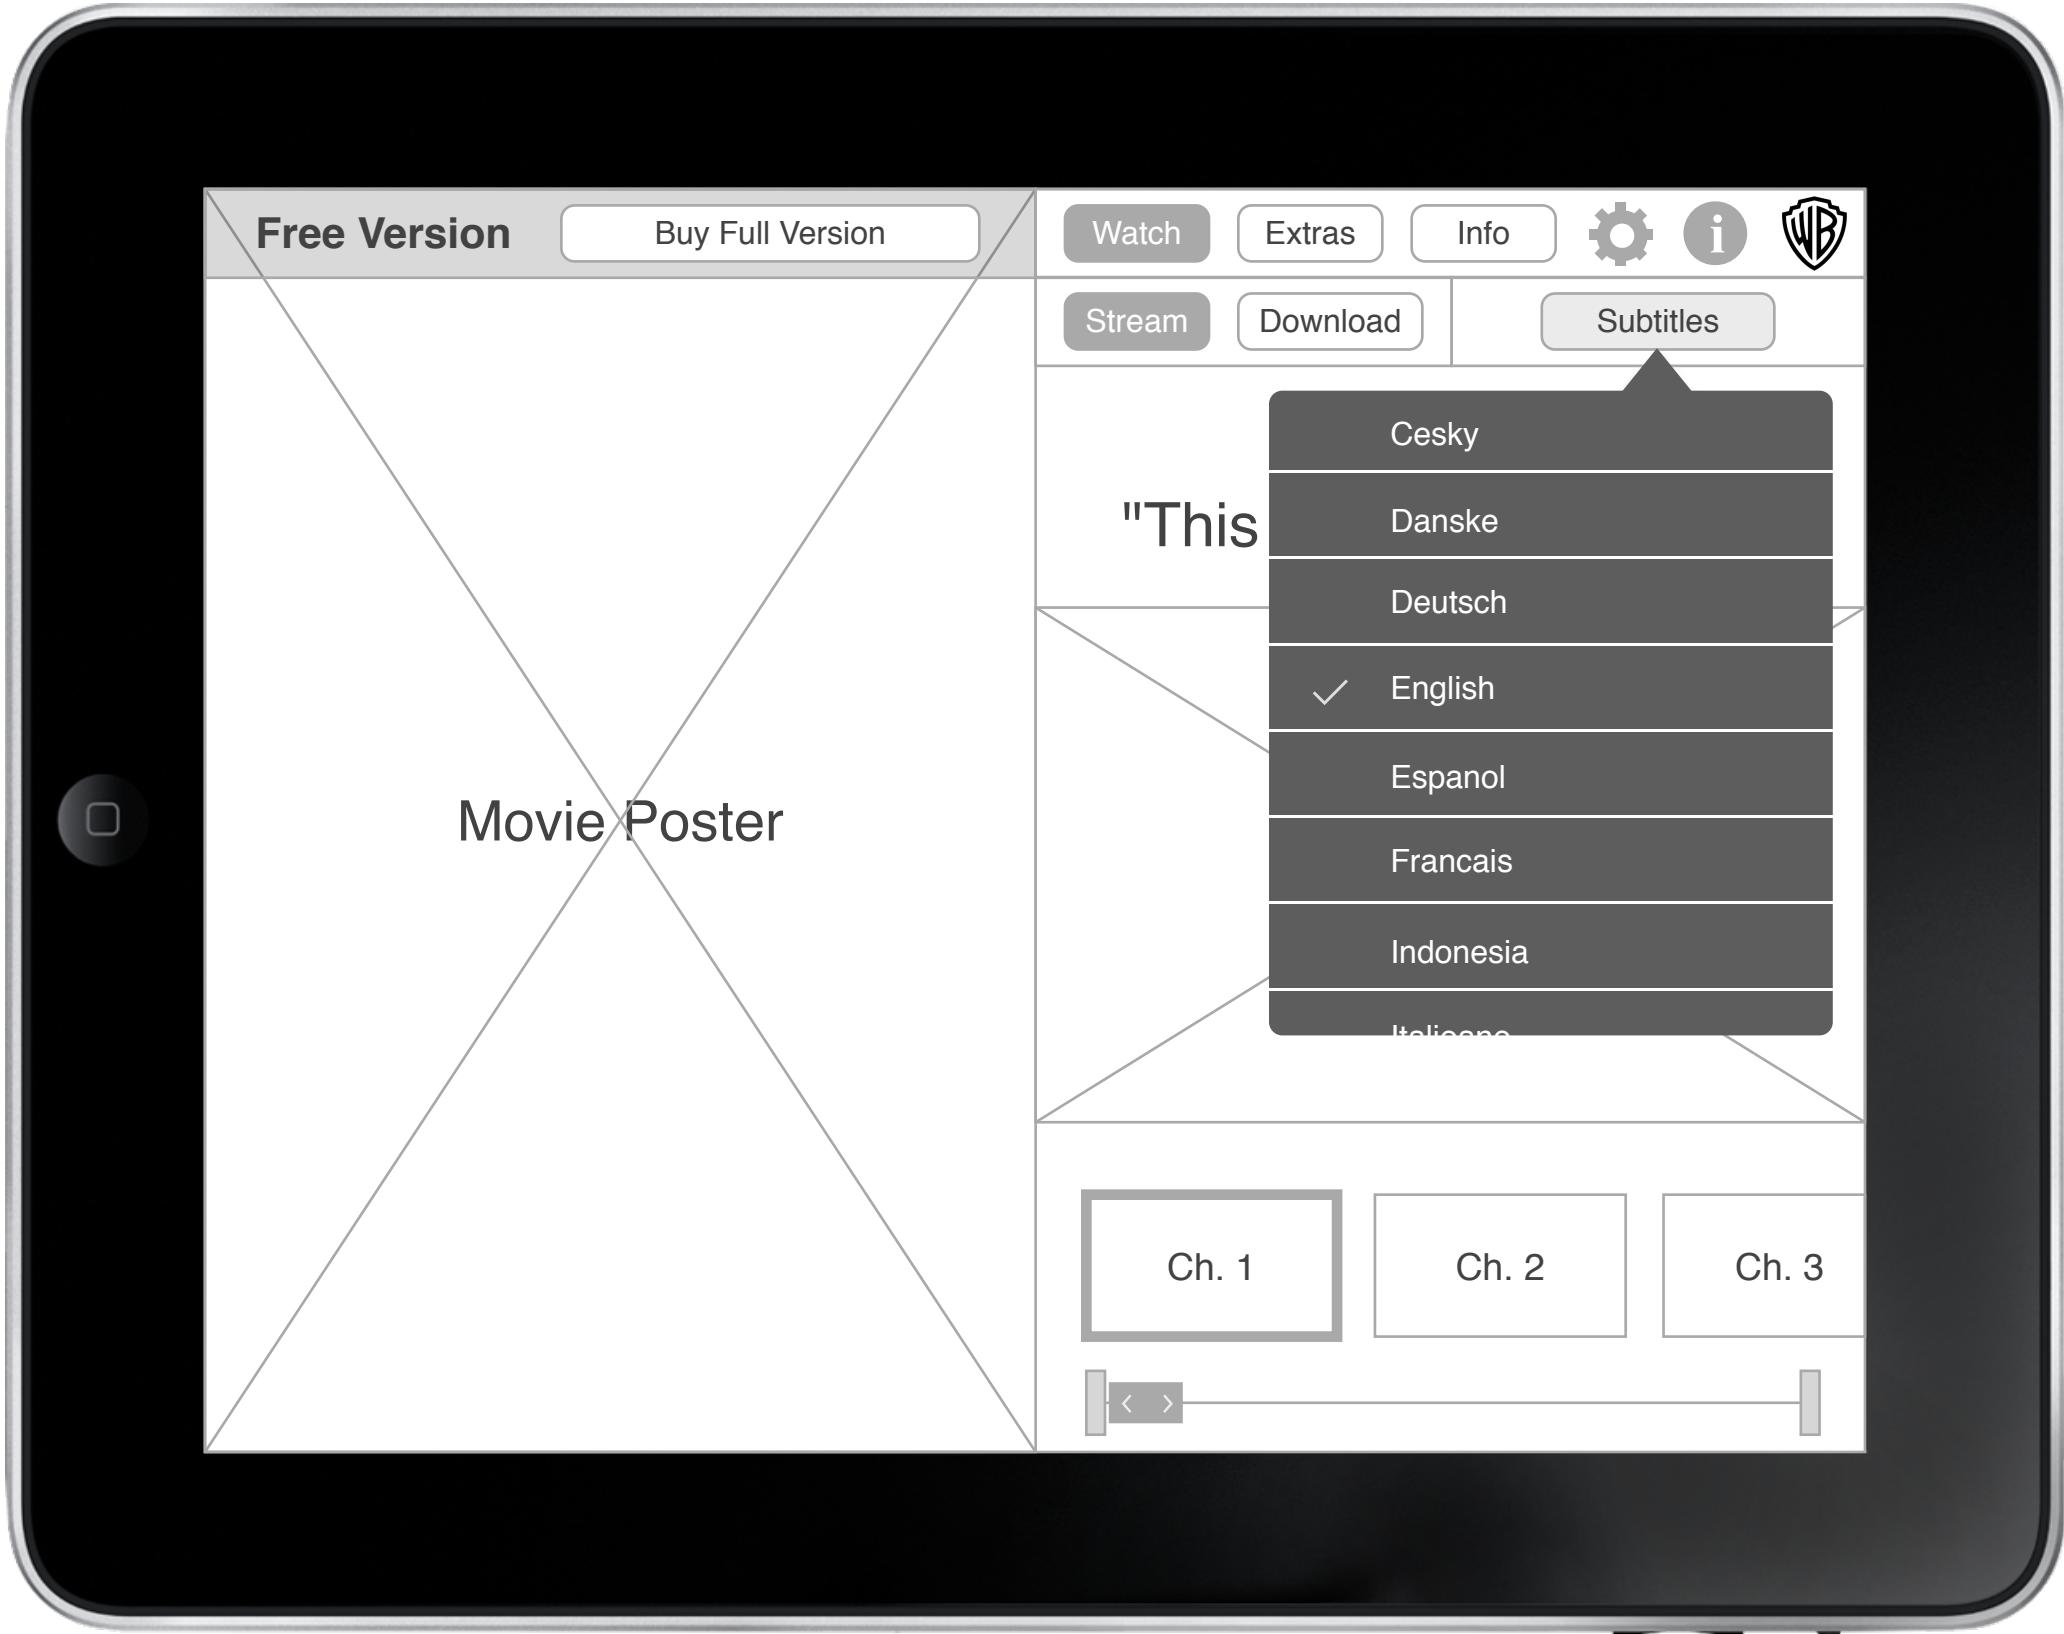 Free Version
Buy Full Version
Watch
Extras
Info
i
WB
Stream
Download
Subtitles
Cesky
Danske
Deutsch
"This
English
Espanol
Movie Poster
Francais
Indonesia
Ch. 1
Ch. 2
Ch. 3